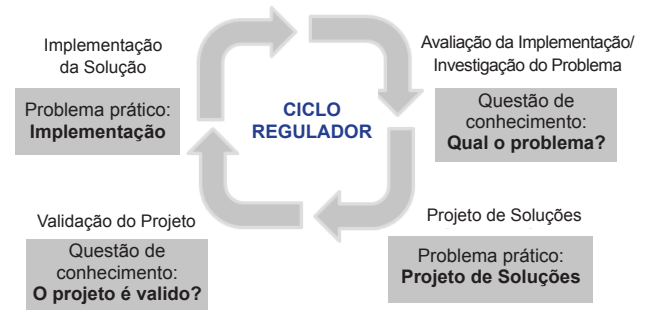 Implementação
da Solução
Problema prático:
Implementação
CICLO
REGULADOR
Avaliação da Implementação/
Investigação do Problema
Questão de
conhecimento:
Qual o problema?
Validação do Projeto
Questão de
conhecimento:
O projeto é valido?
Projeto de Soluções
Problema prático:
Projeto de Soluções